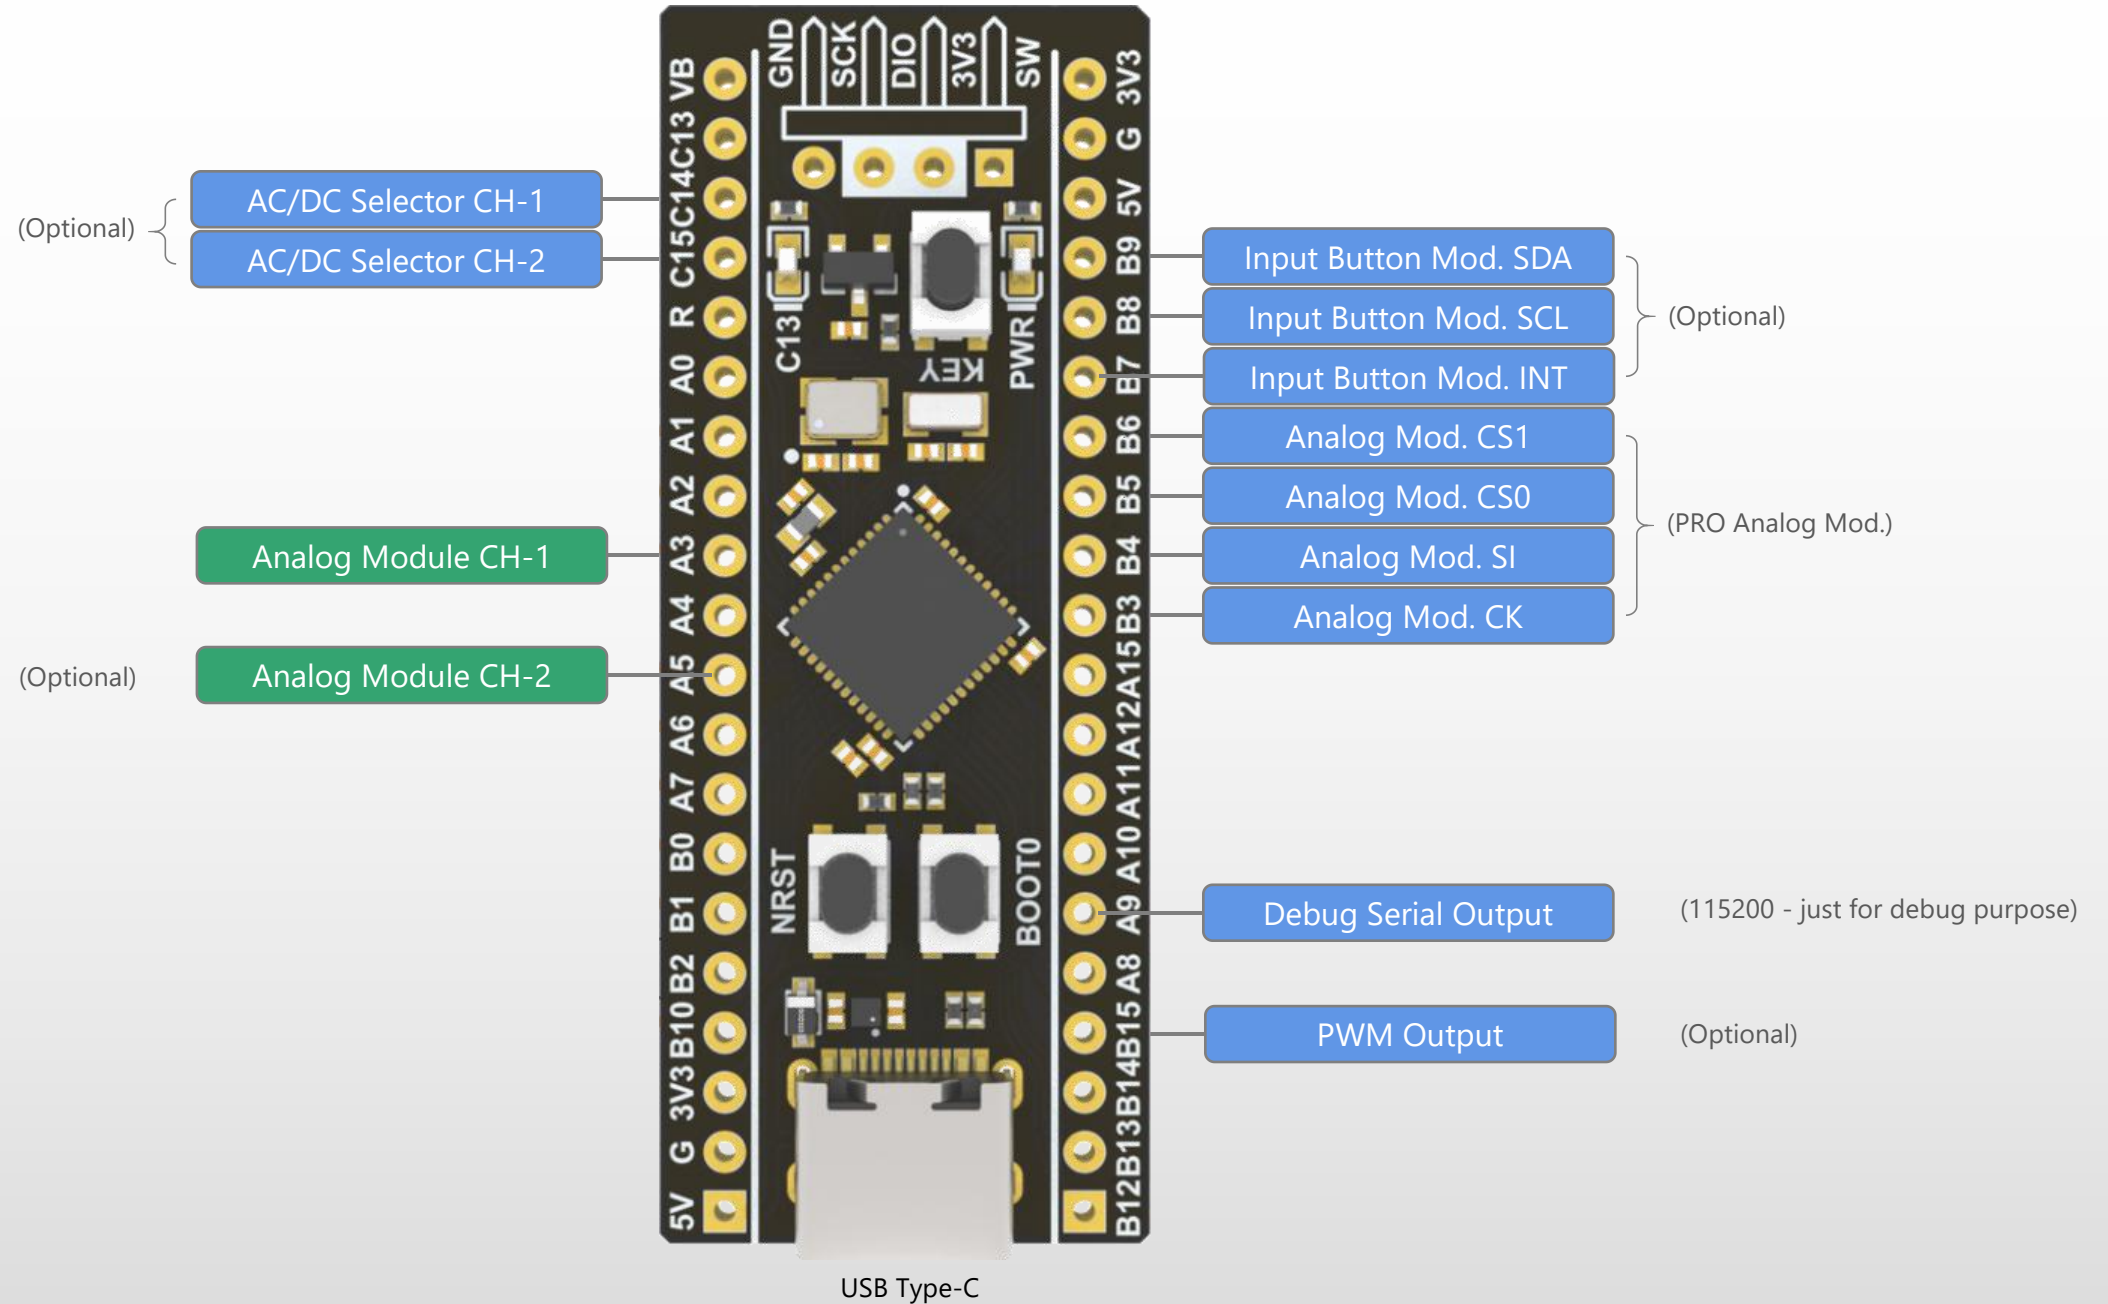 GND
SCK
DIO
3V3
SW
VB
C13
C14
C15
R
A0
A1
A2
A3
A4
A5
A6
A7
B0
B1
B2
B10
3V3
G
5V
3V3
G
5V
B9
B8
B7
B6
B5
B4
B3
A15
A12
A11
A10
A9
A8
B15
B14
B13
B12
C13
KEY
PWR
NRST
BOOT0
(Optional)
AC/DC Selector CH-1
AC/DC Selector CH-2
Analog Module CH-1
(Optional)
Analog Module CH-2
Input Button Mod. SDA
Input Button Mod. SCL
Input Button Mod. INT
(Optional)
Analog Mod. CS1
Analog Mod. CS0
Analog Mod. SI
Analog Mod. CK
(PRO Analog Mod.)
Debug Serial Output
(115200 - just for debug purpose)
PWM Output
(Optional)
USB Type-C